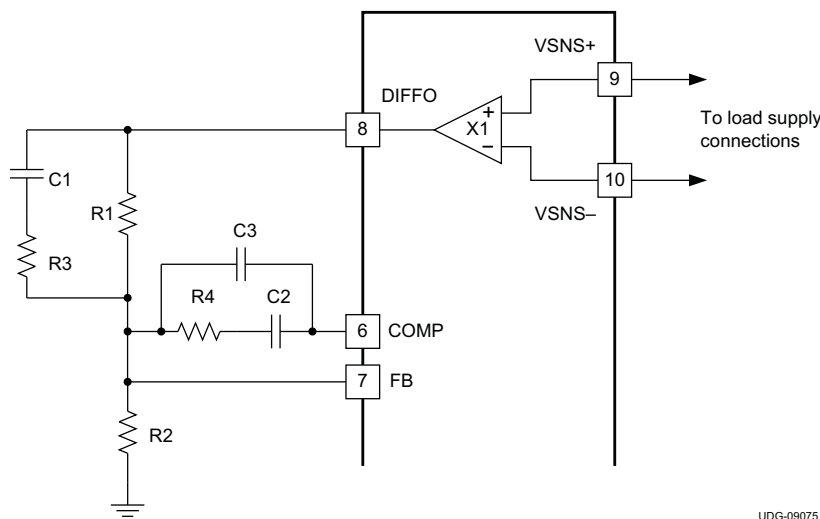 VSNS+
9
DIFFO
8
+
X1
–
To load supply
connections
C1
10
R1
VSNS–
C3
R3
R4
C2
6
COMP
7
FB
R2
UDG-09075